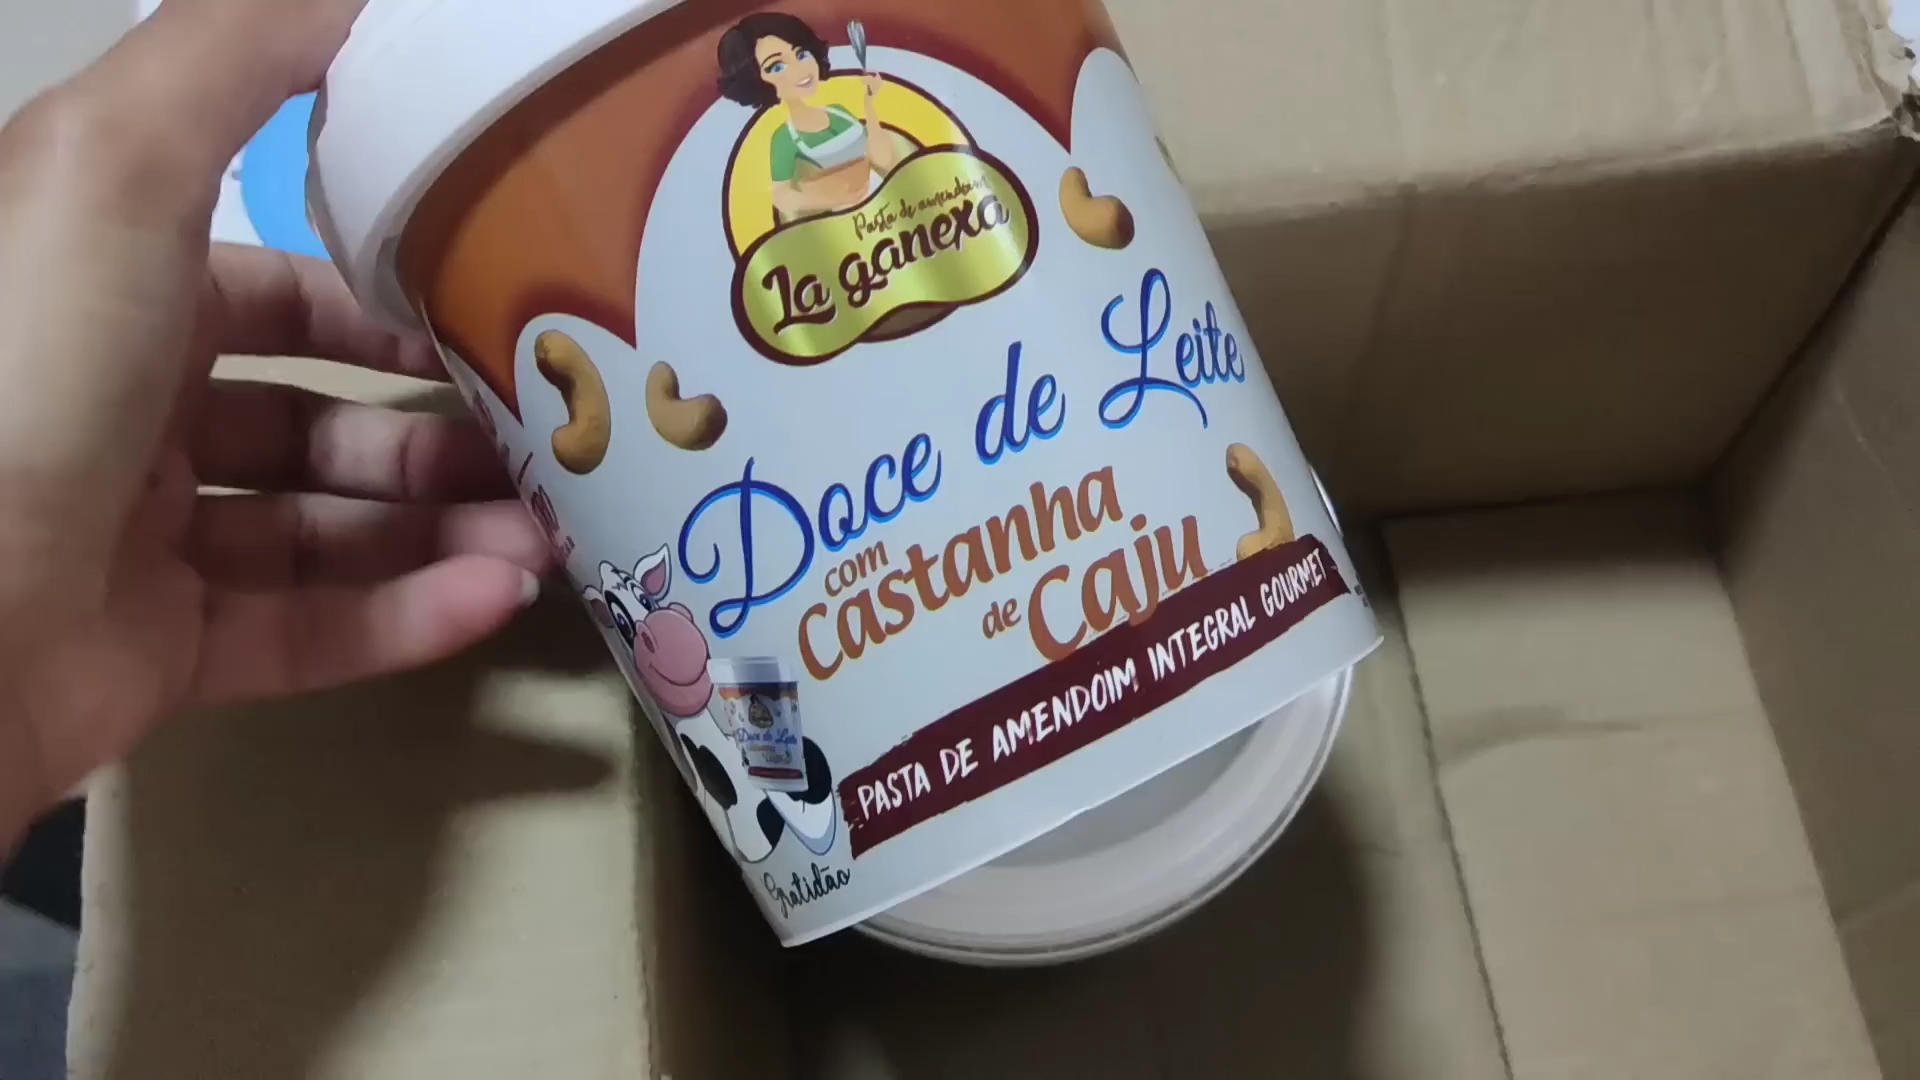 Pasta de amendoim
La ganexa
Doce de Leite
com
castanha
de Caju
PASTA DE AMENDOIM INTEGRAL GOURMET
Doce de Leite
Gratidão